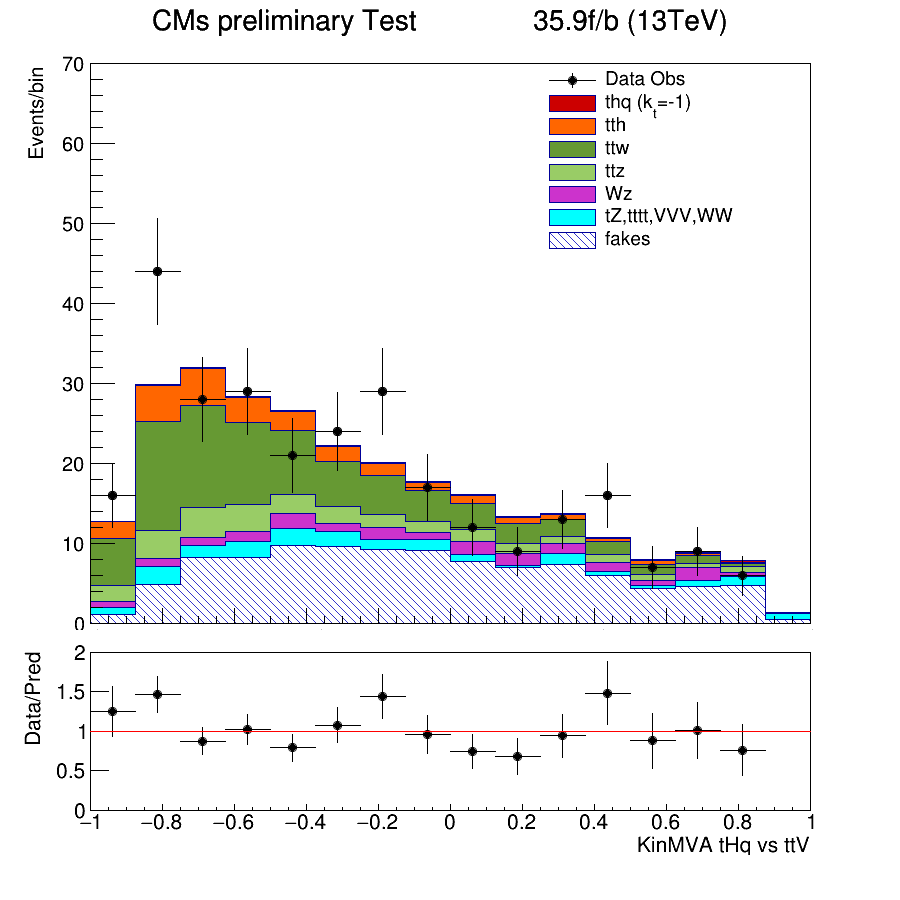 CMs preliminary Test 35.9f/b (13TeV)
Events/bin
70
60
50
40
30
20
10
0
Data Obs
thq (kt=-1)
tth
ttw
ttz
Wz
tZ,tttt,VVV,WW
fakes
Data/Pred
2
1.5
1
0.5
0
−1 −0.8 −0.6 −0.4 −0.2 0 0.2 0.4 0.6 0.8 1
KinMVA tHq vs ttV